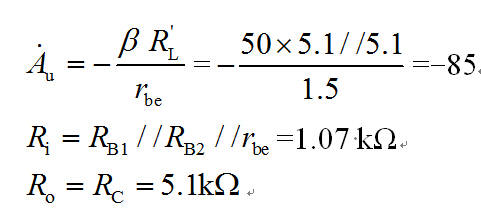 Ȧu = −β R'L / rbe = −50×5.1//5.1 / 1.5 = −85
Ri = RB1 //RB2 //rbe =1.07 kΩ
Ro = RC = 5.1kΩ